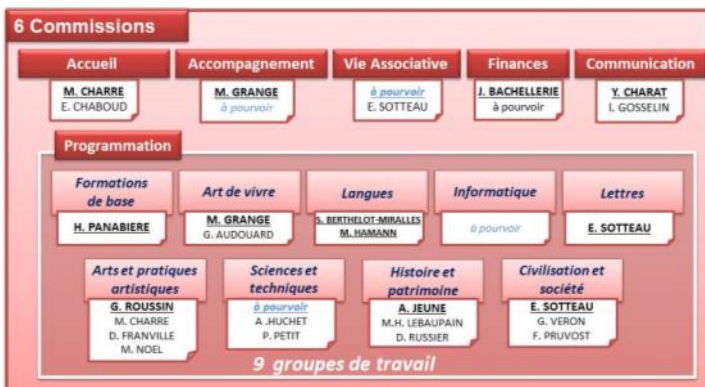 6 Commissions
Accueil
M. CHARRE
E. CHABOUD
Accompagnement
M. GRANGE
à pourvoir
Vie Associative
à pourvoir
E. SOTTEAU
Finances
J. BACHELLERIE
à pourvoir
Communication
Y. CHARAT
I. GOSSELIN
Programmation
Formations
de base
H. PANABIERE
Art de vivre
M. GRANGE
G. AUDOUARD
Langues
S. BERTHELOT-MIRALLES
M. HAMANN
Informatique
à pourvoir
Lettres
E. SOTTEAU
Arts et pratiques
artistiques
G. ROUSSIN
M. CHARRE
D. FRANVILLE
M. NOEL
Sciences et
techniques
à pourvoir
A .HUCHET
P. PETIT
Histoire et
patrimoine
A. JEUNE
M.H. LEBAUPAIN
D. RUSSIER
Civilisation et
société
E. SOTTEAU
G. VERON
F. PRUVOST
9 groupes de travail